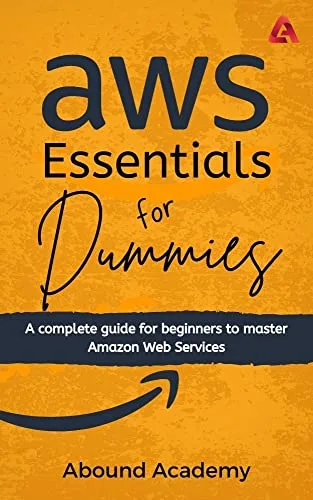 aws
Essentials
for
Dummies
A complete guide for beginners to master
Amazon Web Services
Abound Academy